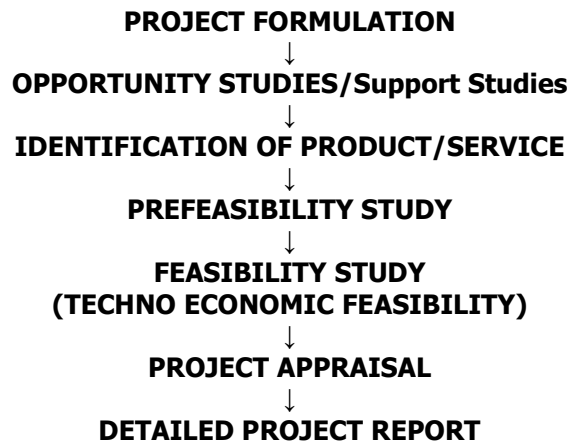 PROJECT FORMULATION
↓
OPPORTUNITY STUDIES/Support Studies
↓
IDENTIFICATION OF PRODUCT/SERVICE
↓
PREFEASIBILITY STUDY
↓
FEASIBILITY STUDY
(TECHNO ECONOMIC FEASIBILITY)
↓
PROJECT APPRAISAL
↓
DETAILED PROJECT REPORT